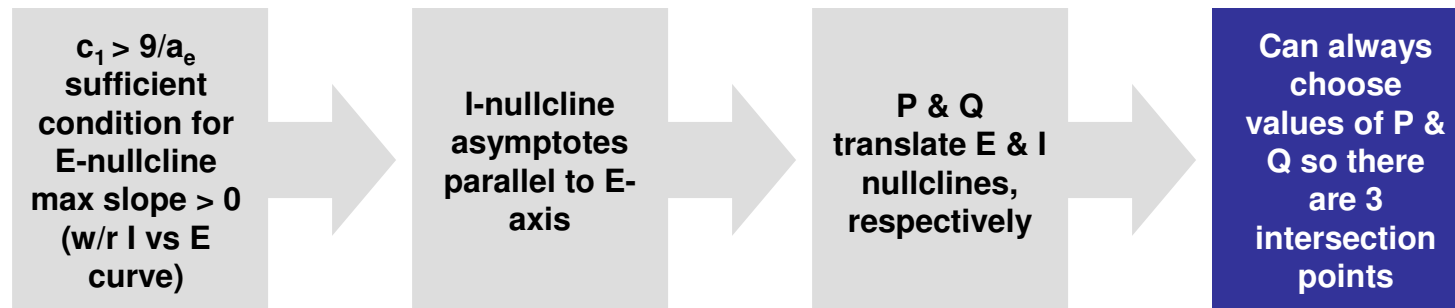 c₁ > 9/aₑ
sufficient
condition for
E-nullcline
max slope > 0
(w/r I vs E
curve)
I-nullcline
asymptotes
parallel to E-
axis
P & Q
translate E & I
nullclines,
respectively
Can always
choose
values of P &
Q so there
are 3
intersection
points